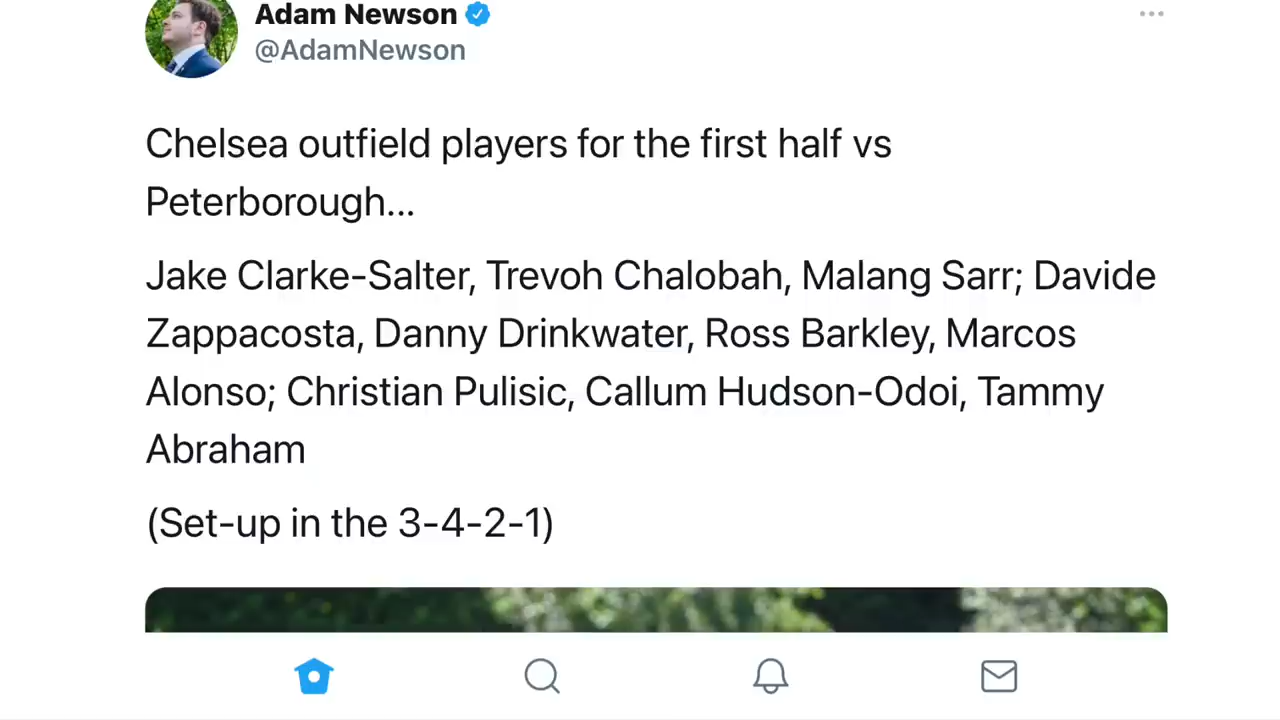 Adam Newson
@AdamNewson
Chelsea outfield players for the first half vs
Peterborough...
Jake Clarke-Salter, Trevoh Chalobah, Malang Sarr; Davide
Zappacosta, Danny Drinkwater, Ross Barkley, Marcos
Alonso; Christian Pulisic, Callum Hudson-Odoi, Tammy
Abraham
(Set-up in the 3-4-2-1)